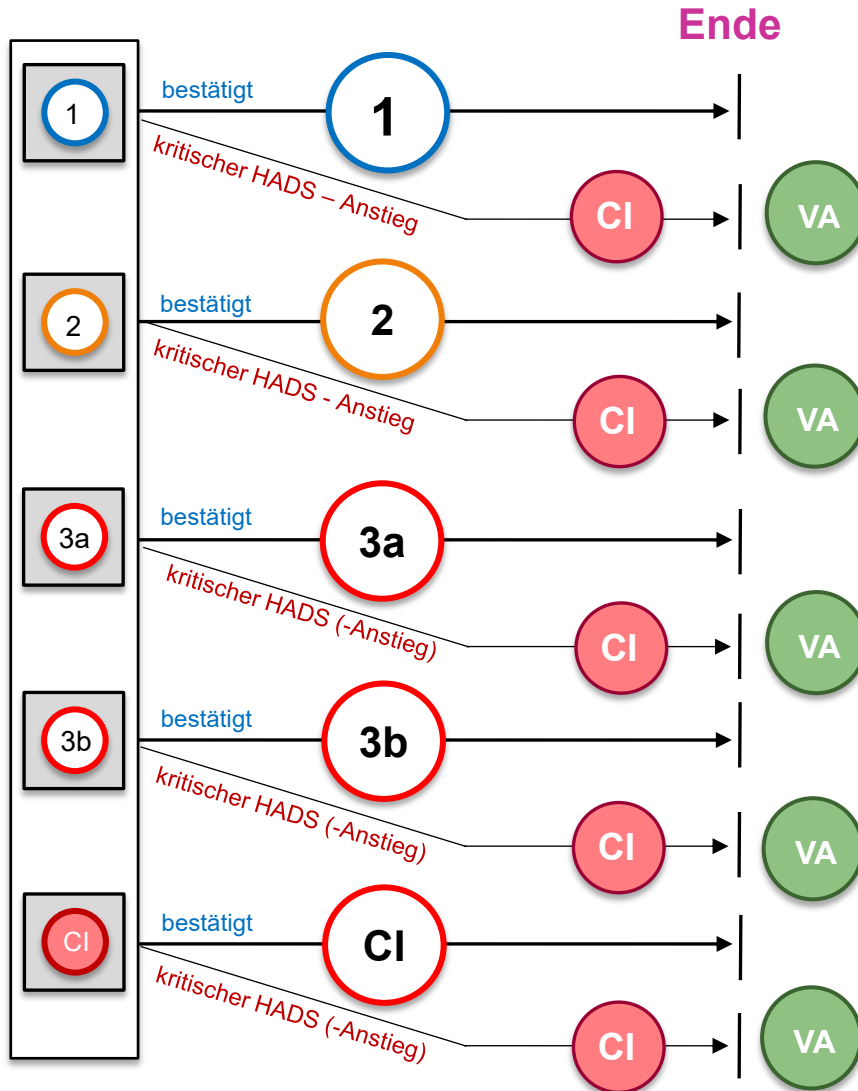 Ende
bestätigt
1
1
kritischer HADS – Anstieg
CI
VA
bestätigt
2
2
kritischer HADS - Anstieg
CI
VA
bestätigt
3a
3a
kritischer HADS (-Anstieg)
CI
VA
bestätigt
3b
3b
kritischer HADS (-Anstieg)
CI
VA
bestätigt
CI
CI
kritischer HADS (-Anstieg)
CI
VA